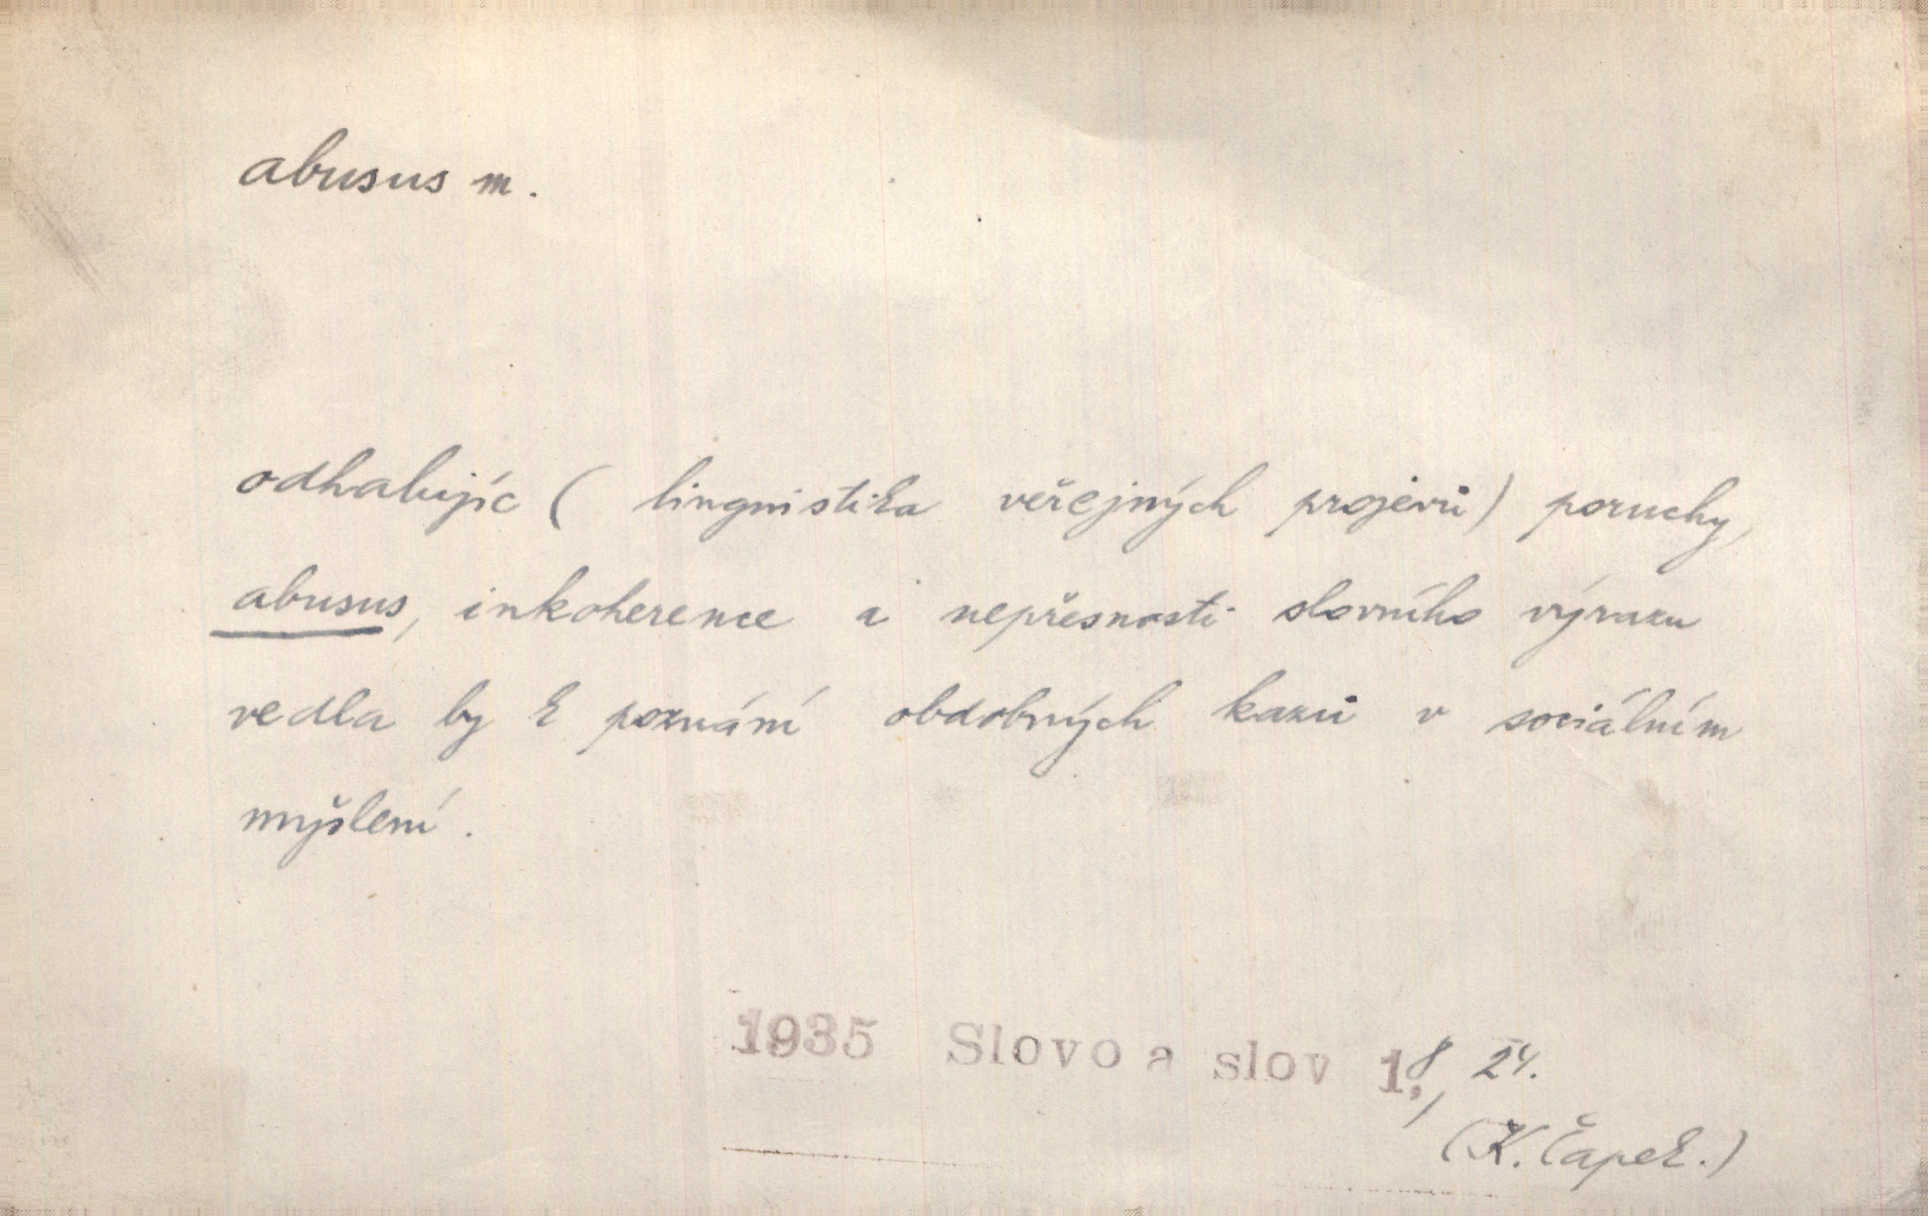 abusus m.
odhalujíc ( lingvistika veřejných projevů) poruchy,
abusus, inkoherence a nepřesnosti slovního výrazu
vedla by k poznání obdobných kazů v sociálním
myšlení.
1935 Slovo a slov 1, 8, 24.
(K. Čapek.)